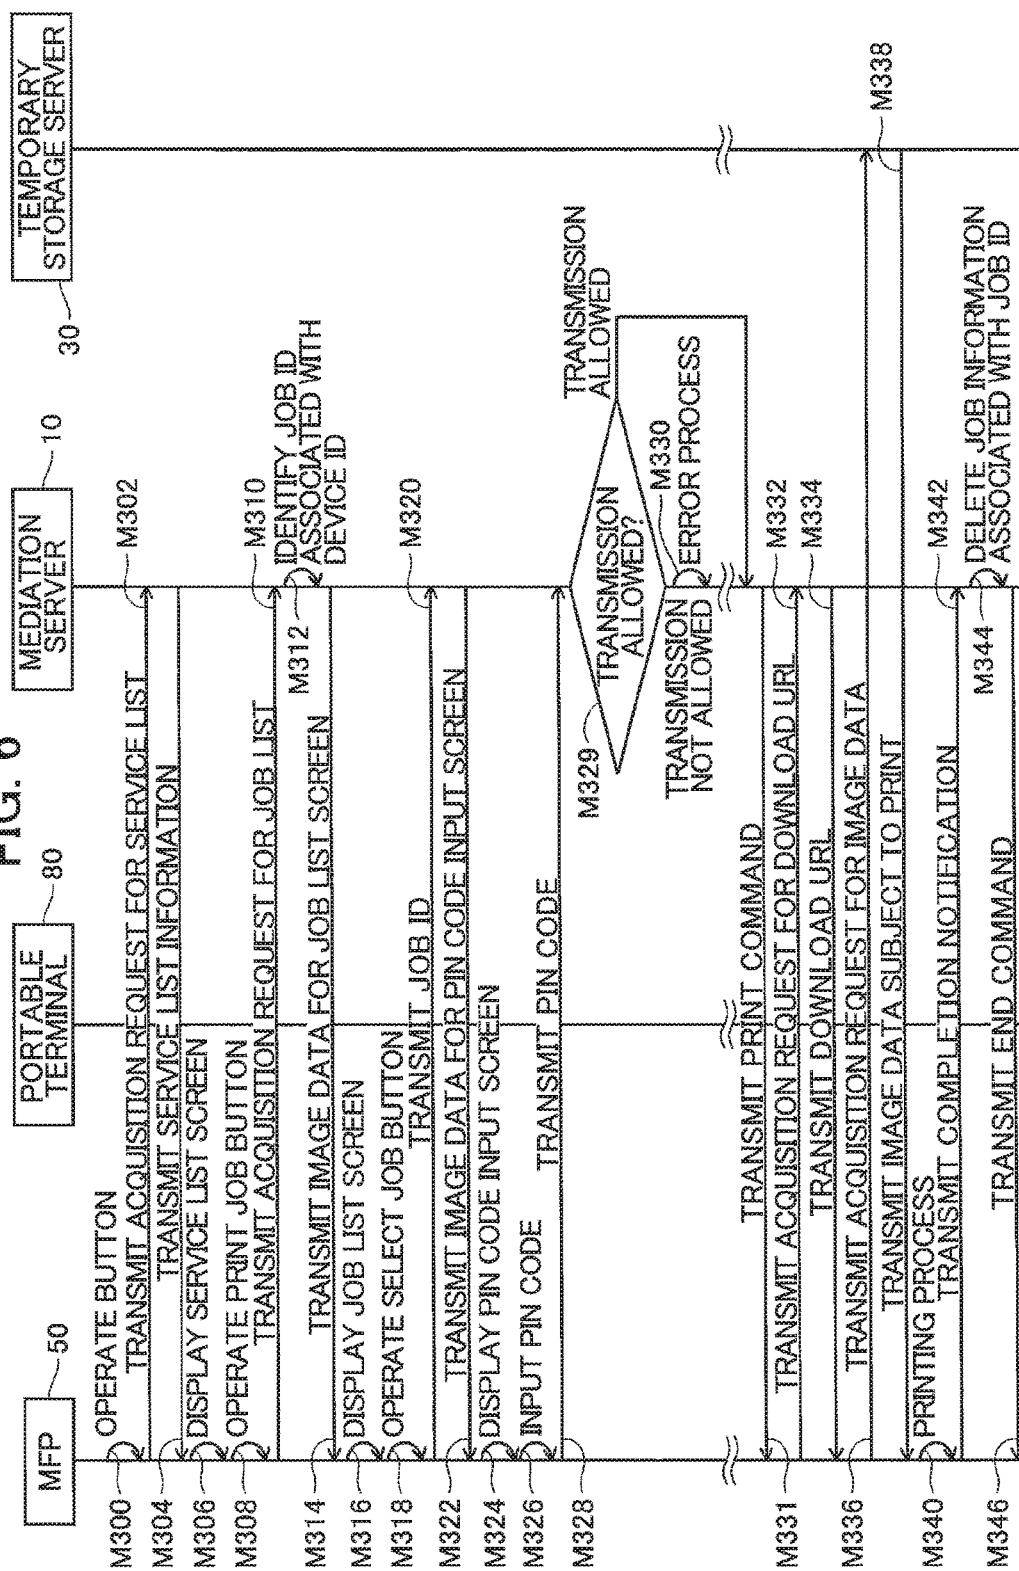 FIG. 6
MFP
50
PORTABLE
TERMINAL
80
MEDIATION
SERVER
10
TEMPORARY
STORAGE SERVER
30
M300
OPERATE BUTTON
TRANSMIT ACQUISITION REQUEST FOR SERVICE LIST
M302
M304
TRANSMIT SERVICE LIST INFORMATION
M306
DISPLAY SERVICE LIST SCREEN
M308
OPERATE PRINT JOB BUTTON
TRANSMIT ACQUISITION REQUEST FOR JOB LIST
M310
M312
IDENTIFY JOB ID
ASSOCIATED WITH
DEVICE ID
M314
TRANSMIT IMAGE DATA FOR JOB LIST SCREEN
M316
DISPLAY JOB LIST SCREEN
M318
OPERATE SELECT JOB BUTTON
TRANSMIT JOB ID
M320
M322
TRANSMIT IMAGE DATA FOR PIN CODE INPUT SCREEN
M324
DISPLAY PIN CODE INPUT SCREEN
M326
INPUT PIN CODE
M328
TRANSMIT PIN CODE
M329
TRANSMISSION
ALLOWED?
TRANSMISSION
ALLOWED
TRANSMISSION
NOT ALLOWED
M330
ERROR PROCESS
M331
TRANSMIT PRINT COMMAND
TRANSMIT ACQUISITION REQUEST FOR DOWNLOAD URL
M332
TRANSMIT DOWNLOAD URL
M334
M336
TRANSMIT ACQUISITION REQUEST FOR IMAGE DATA
TRANSMIT IMAGE DATA SUBJECT TO PRINT
M338
M340
PRINTING PROCESS
TRANSMIT COMPLETION NOTIFICATION
M342
M344
DELETE JOB INFORMATION
ASSOCIATED WITH JOB ID
M346
TRANSMIT END COMMAND